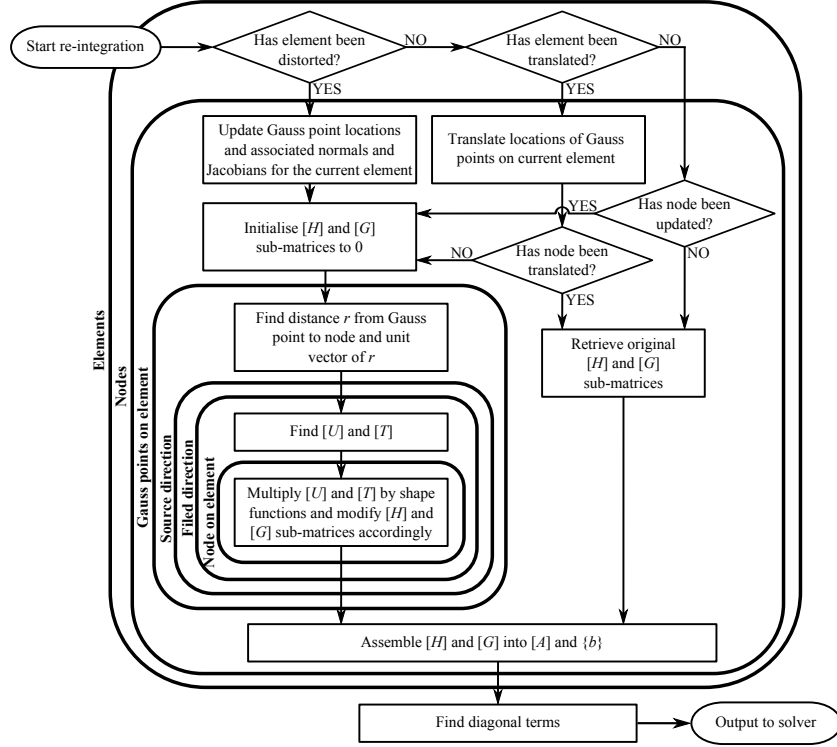 Start re-integration
Has element been
distorted?
NO
Has element been
translated?
NO
YES
YES
Update Gauss point locations
and associated normals and
Jacobians for the current element
Translate locations of Gauss
points on current element
Has node been
updated?
YES
NO
Initialise [H] and [G]
sub-matrices to 0
NO
Has node been
translated?
YES
Find distance r from Gauss
point to node and unit
vector of r
Retrieve original
[H] and [G]
sub-matrices
Find [U] and [T]
Multiply [U] and [T] by shape
functions and modify [H] and
[G] sub-matrices accordingly
Elements
Nodes
Gauss points on element
Source direction
Filed direction
Node on element
Assemble [H] and [G] into [A] and {b}
Find diagonal terms
Output to solver